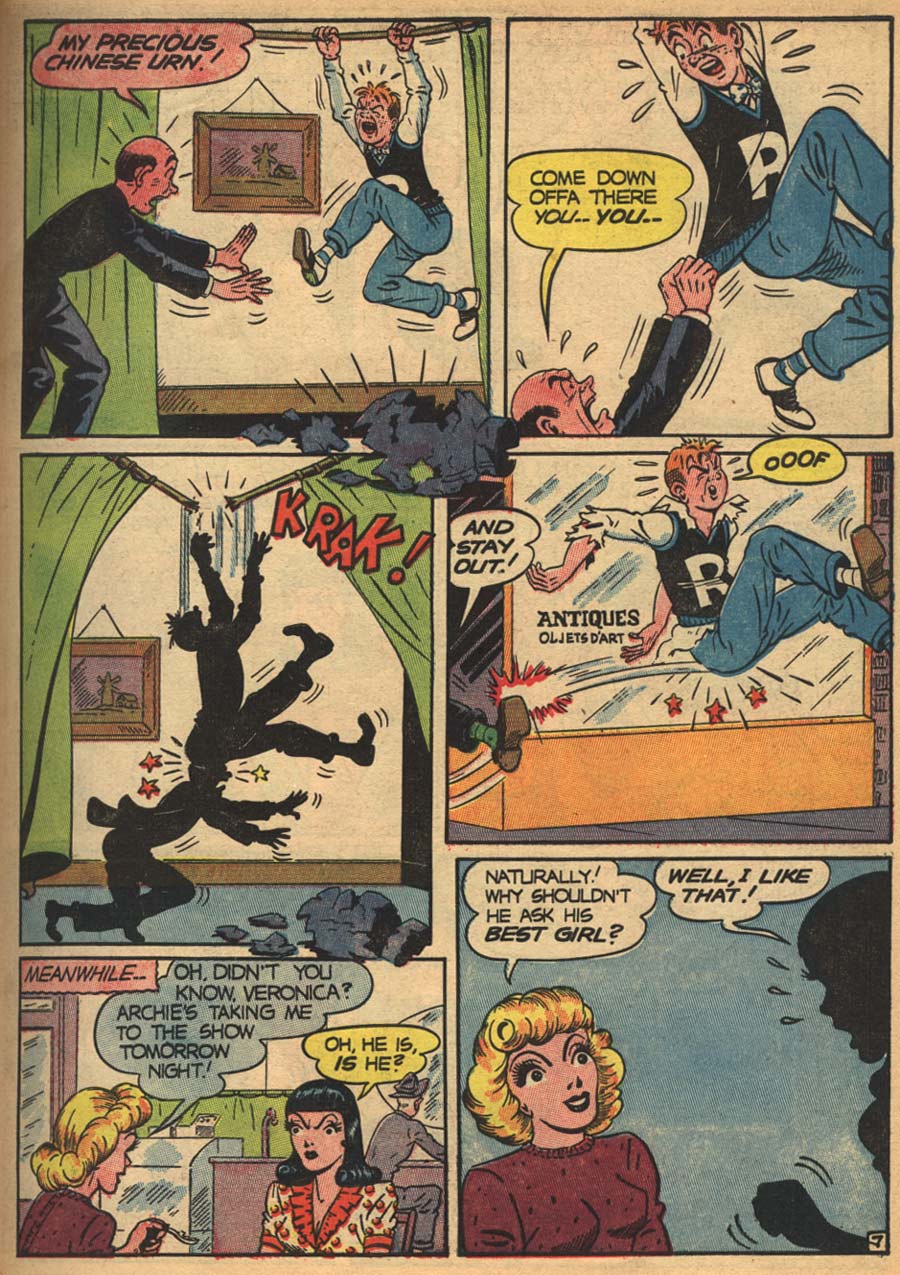 MY PRECIOUS
CHINESE URN!
R
COME DOWN
OFFA THERE
YOU-- YOU--
R
KRAK!
AND
STAY
OUT!
OOOF
R
ANTIQUES
OLJETS D'ART
MEANWHILE--
OH, DIDN'T YOU
KNOW, VERONICA?
ARCHIE'S TAKING ME
TO THE SHOW
TOMORROW
NIGHT!
OH, HE IS,
IS HE?
NATURALLY!
WHY SHOULDN'T
HE ASK HIS
BEST GIRL?
WELL, I LIKE
THAT!
7